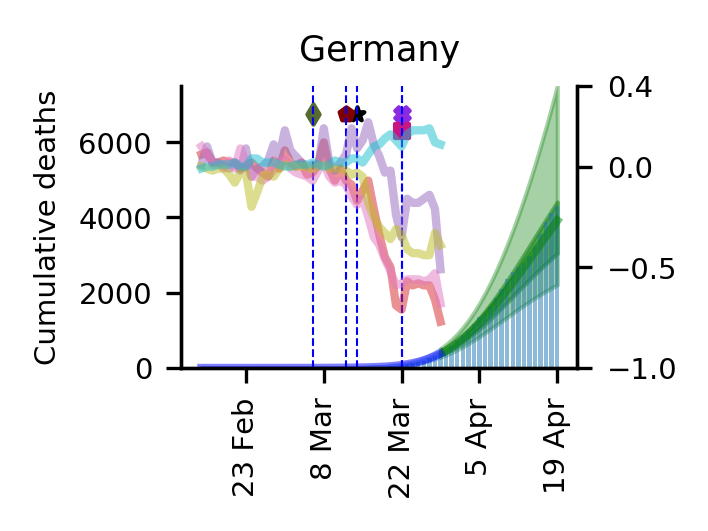 Germany
Cumulative deaths
6000
4000
2000
0
0.4
0.0
−0.5
−1.0
23 Feb
8 Mar
22 Mar
5 Apr
19 Apr